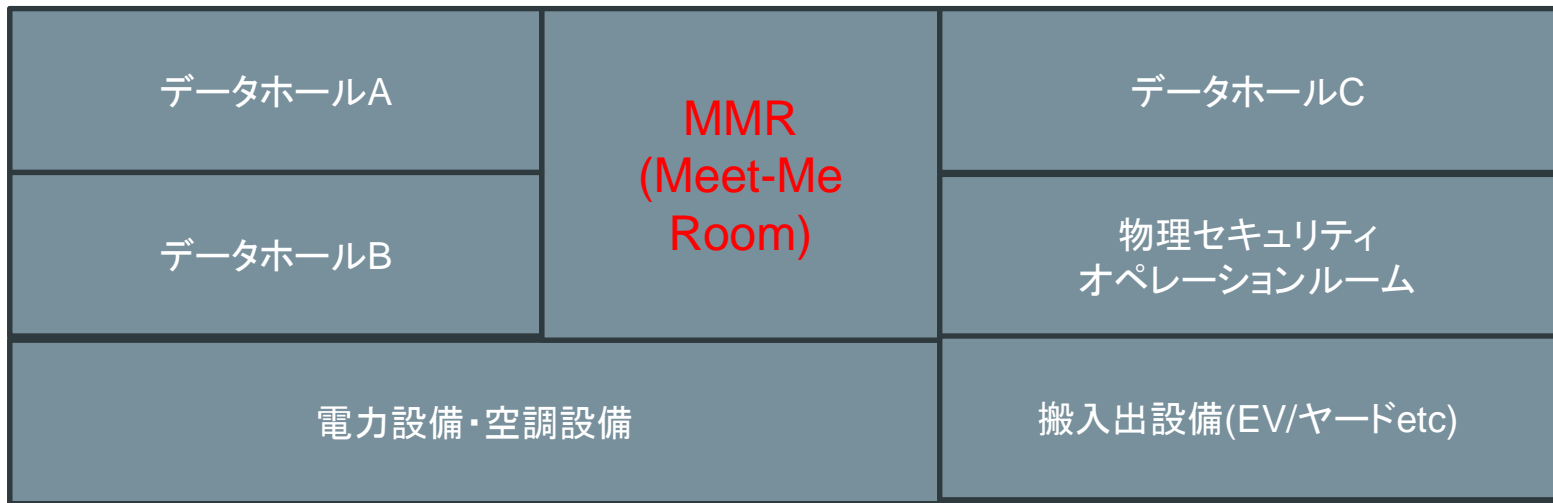 データホールA
MMR
(Meet-Me
Room)
データホールC
データホールB
物理セキュリティ
オペレーションルーム
電力設備・空調設備
搬入出設備(EV/ヤードetc)